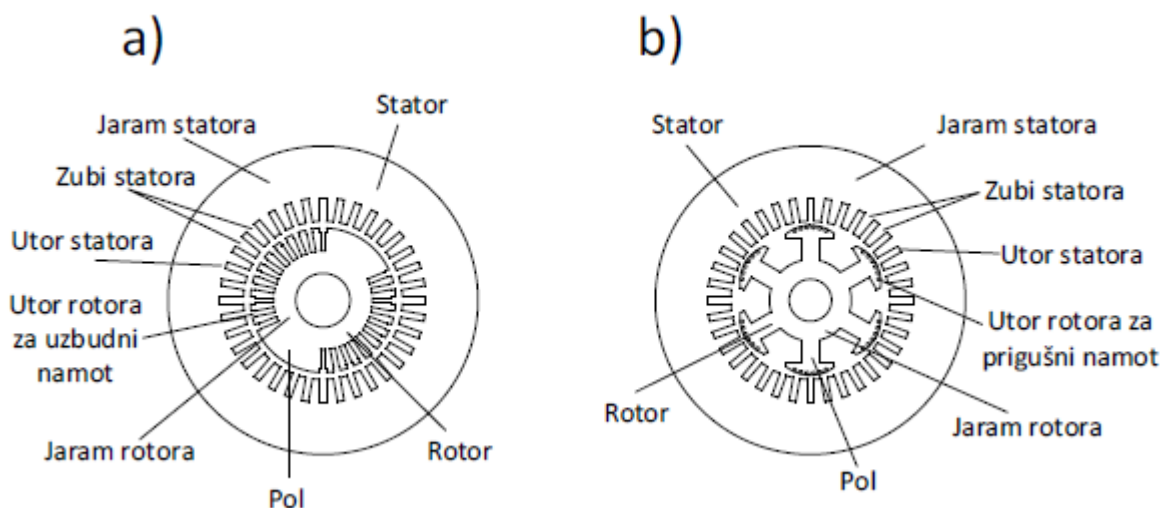 a)
Stator
Jaram statora
Zubi statora
Utor statora
Utor rotora
za uzbudni
namot
Jaram rotora
Pol
Rotor
b)
Stator
Jaram statora
Zubi statora
Utor statora
Utor rotora za
prigušni namot
Rotor
Jaram rotora
Pol